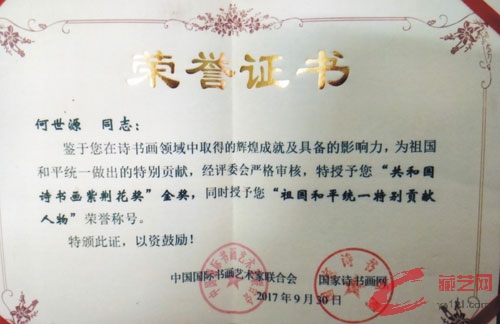 荣誉证书
何世源 同志：
鉴于您在诗书画领域中取得的辉煌成就及具备的影响力，为祖国
和平统一做出的特别贡献，经评委会严格审核，特授予您“共和国
诗书画紫荆花奖”金奖，同时授予您“祖国和平统一特别贡献
人物”荣誉称号。
特颁此证，以资鼓励！
中国国际书画艺术家联合会 国家诗书画网
2017年9月30日
藏艺网